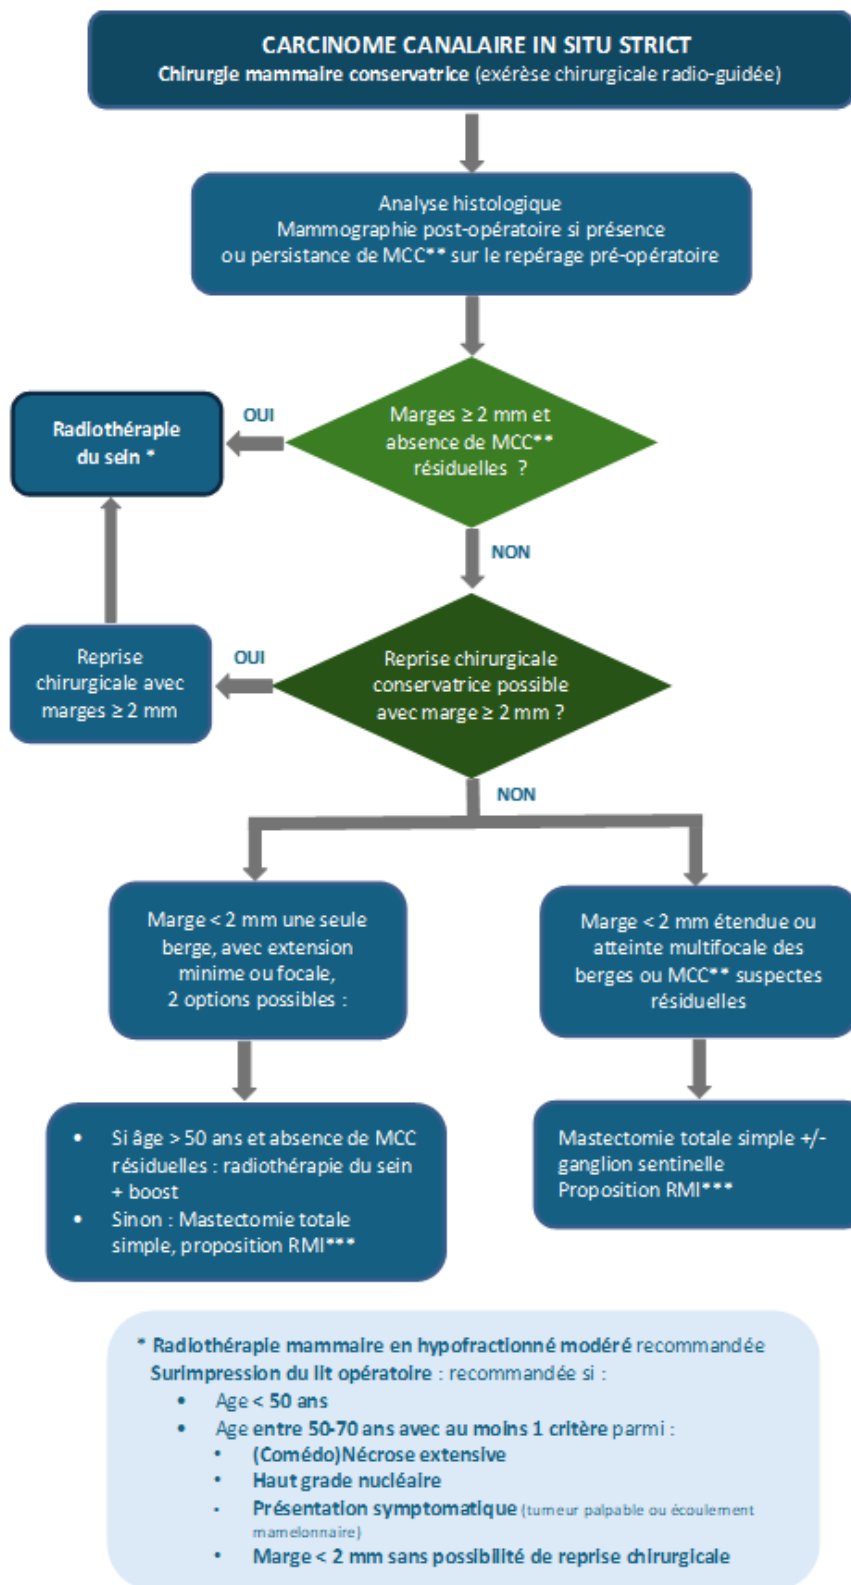 CARCINOME CANALAIRE IN SITU STRICT
Chirurgie mammaire conservatrice (exérèse chirurgicale radio-guidée)
Analyse histologique
Mammographie post-opératoire si présence
ou persistance de MCC** sur le repérage pré-opératoire
Marges ≥ 2 mm et
absence de MCC**
résiduelles ?
OUI
Radiothérapie
du sein *
NON
Reprise chirurgicale
conservatrice possible
avec marge ≥ 2 mm ?
OUI
Reprise
chirurgicale avec
marges ≥ 2 mm
NON
Marge < 2 mm une seule
berge, avec extension
minime ou focale,
2 options possibles :
Marge < 2 mm étendue ou
atteinte multifocale des
berges ou MCC** suspectes
résiduelles
• Si âge > 50 ans et absence de MCC
résiduelles : radiothérapie du sein
+ boost
• Sinon : Mastectomie totale
simple, proposition RMI***
Mastectomie totale simple +/-
ganglion sentinelle
Proposition RMI***
* Radiothérapie mammaire en hypofractionné modéré recommandée
Surimpression du lit opératoire : recommandée si :
• Age < 50 ans
• Age entre 50-70 ans avec au moins 1 critère parmi :
• (Comédo)Nécrose extensive
• Haut grade nucléaire
• Présentation symptomatique (tumeur palpable ou écoulement
mamelonnaire)
• Marge < 2 mm sans possibilité de reprise chirurgicale